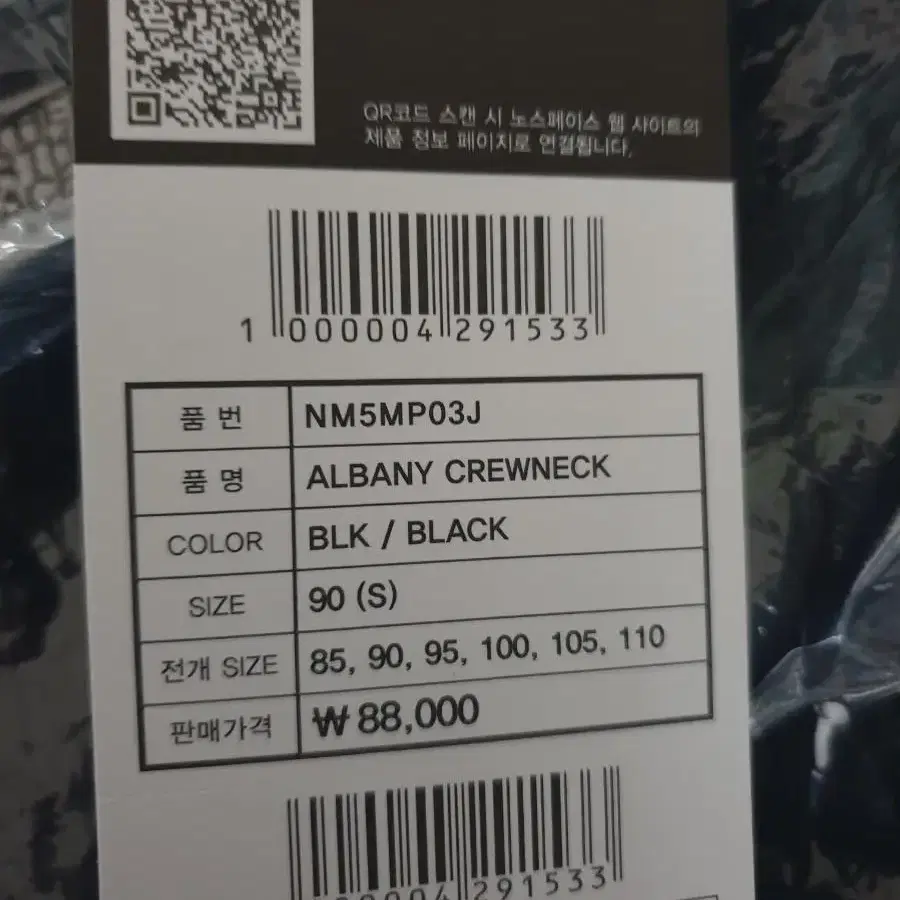 QR코드 스캔 시 노스페이스 웹 사이트의
제품 정보 페이지로 연결됩니다.
1 000004 291533
품 번 NM5MP03J
품 명 ALBANY CREWNECK
COLOR BLK / BLACK
SIZE 90 (S)
전개 SIZE 85, 90, 95, 100, 105, 110
판매가격 ₩ 88,000
000004 291533